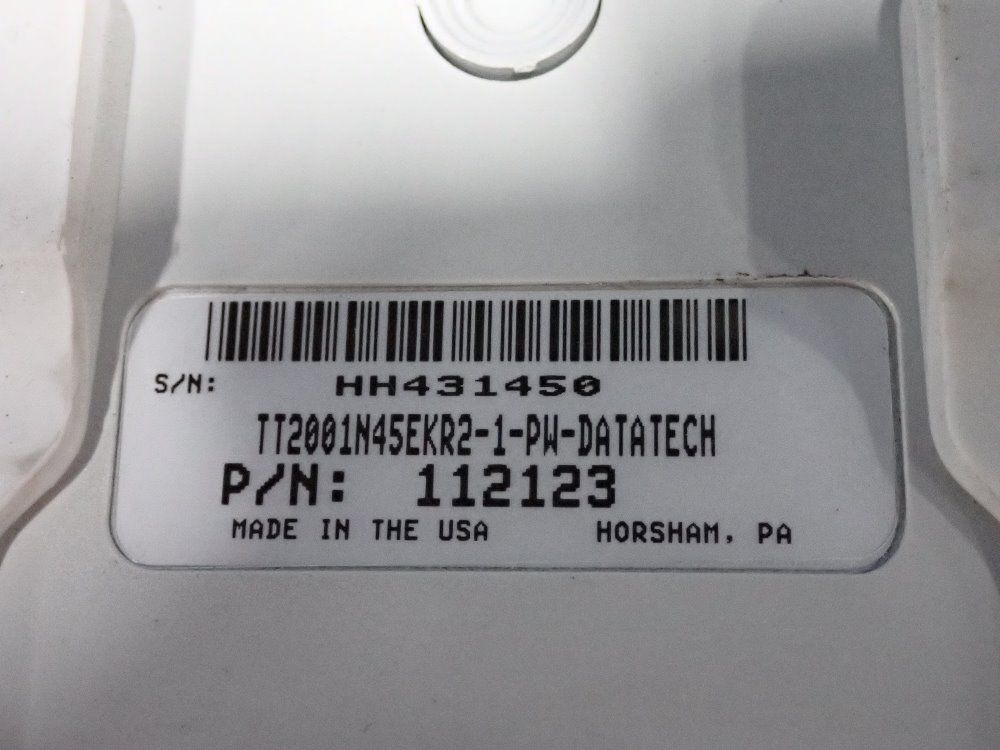 S/N: HH431450
TT2001N45EKR2-1-PW-DATATECH
P/N: 112123
MADE IN THE USA HORSHAM, PA